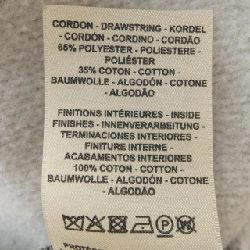 CORDON - DRAWSTRING - KORDEL
- CORDÓN - CORDINO - CORDÃO
65% POLYESTER - POLIESTERE -
POLIÉSTER
35% COTON - COTTON -
BAUMWOLLE - ALGODÓN - COTONE
- ALGODÃO
FINITIONS INTÉRIEURES - INSIDE
FINISHES - INNENVERARBEITUNG -
TERMINACIONES INTERIORES -
FINITURE INTERNE -
ACABAMENTOS INTERIORES
100% COTON - COTTON -
BAUMWOLLE - ALGODÓN - COTONE
- ALGODÃO